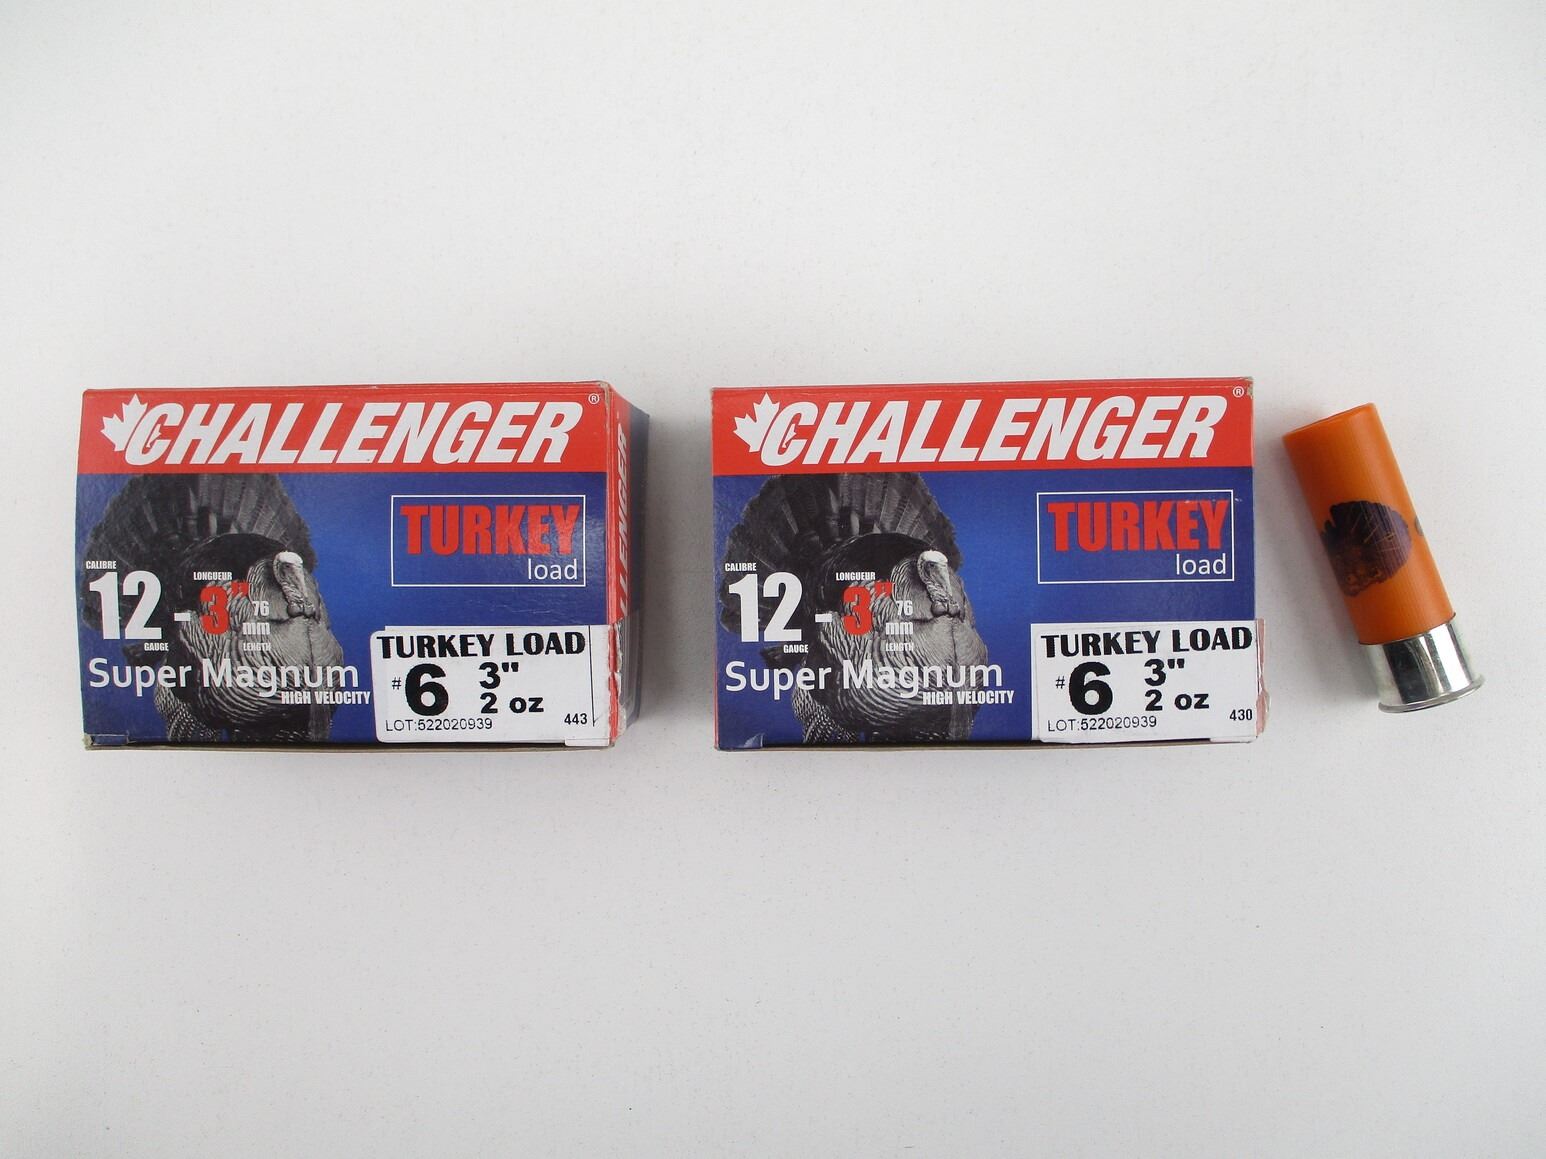 CHALLENGER®
TURKEY
load
CALIBRE
12 - 3" 76 mm
LONGUEUR
GAUGE
LENGTH
Super Magnum
HIGH VELOCITY
TURKEY LOAD
#6 3"
2 oz
LOT:522020939
443
CHALLENGER
CHALLENGER®
TURKEY
load
CALIBRE
12 - 3" 76 mm
LONGUEUR
GAUGE
LENGTH
Super Magnum
HIGH VELOCITY
TURKEY LOAD
#6 3"
2 oz
LOT:522020939
430